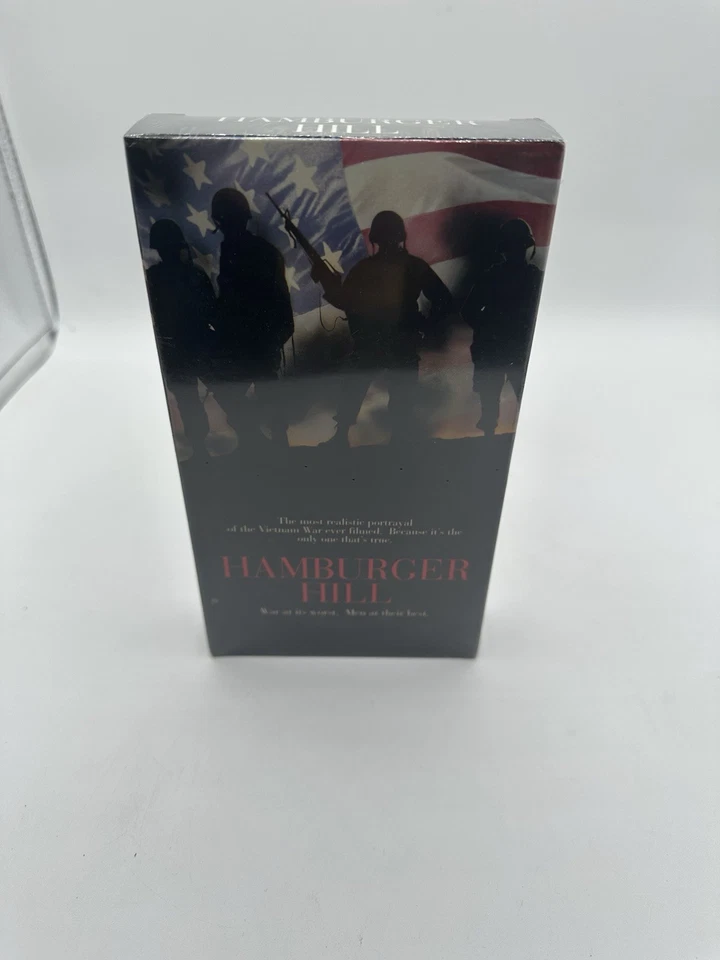 HAMBURGER
HILL
The most realistic portrayal
of the Vietnam War ever filmed. Because it's the
only one that's true.
HAMBURGER
HILL
War at its worst. Men at their best.